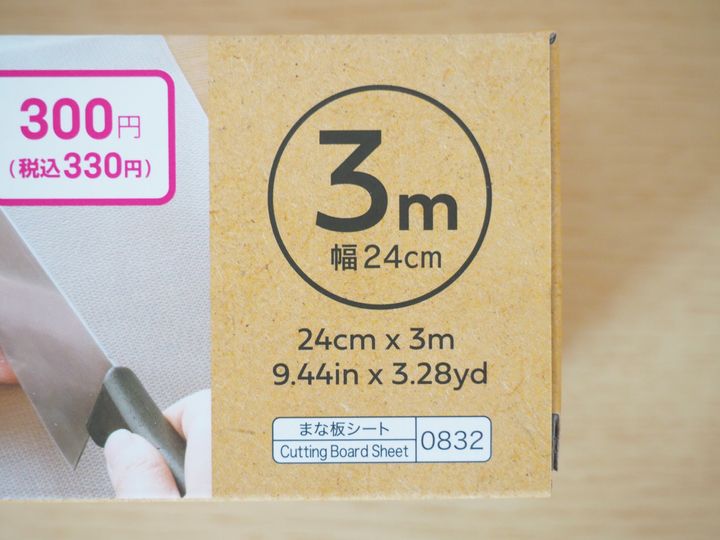 300円
(税込330円)
3m
幅24cm
24cm x 3m
9.44in x 3.28yd
まな板シート
Cutting Board Sheet
0832